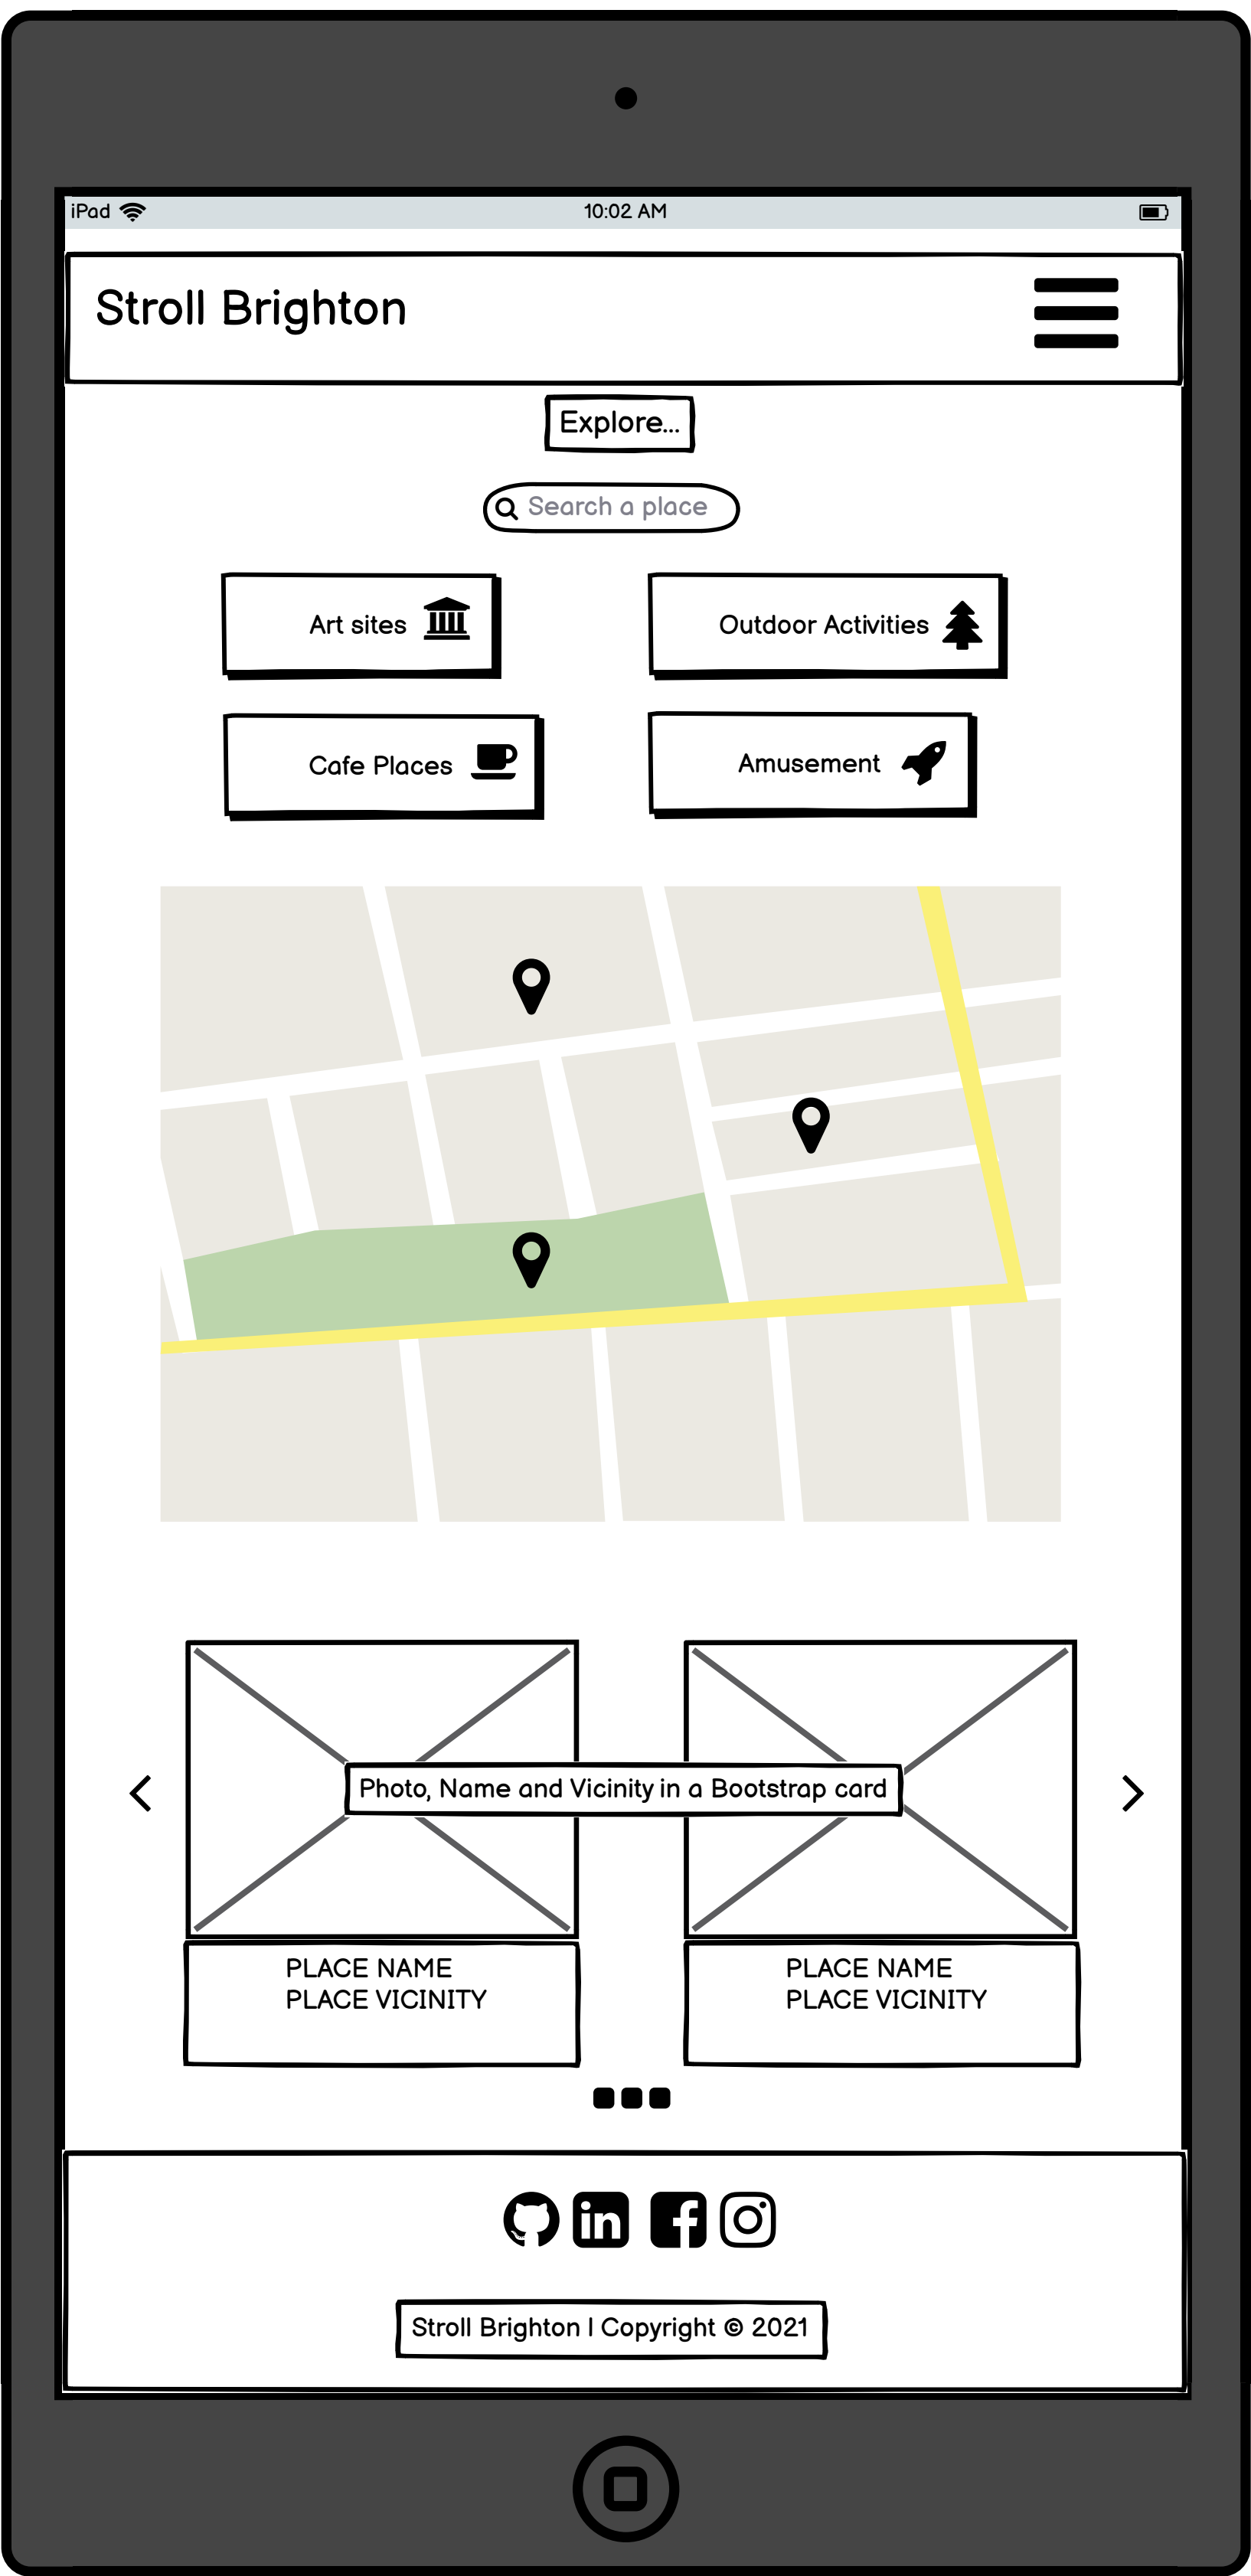 iPad
10:02 AM
Stroll Brighton
Explore...
Search a place
Art sites
Outdoor Activities
Cafe Places
Amusement
Photo, Name and Vicinity in a Bootstrap card
PLACE NAME
PLACE VICINITY
PLACE NAME
PLACE VICINITY
in
Stroll Brighton | Copyright © 2021